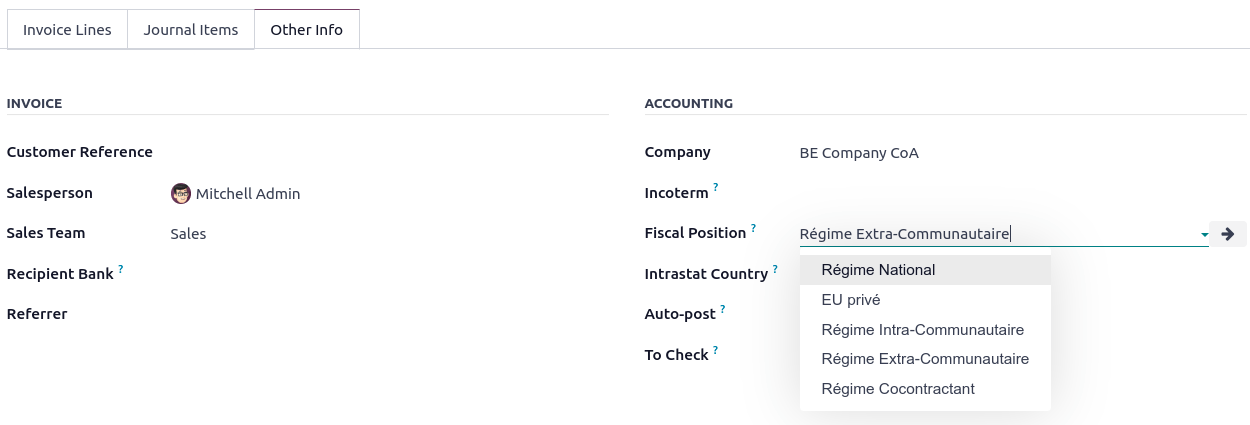 Invoice Lines Journal Items Other Info
INVOICE
Customer Reference
Salesperson ​Mitchell Admin
Sales Team Sales
Recipient Bank ?
Referrer
ACCOUNTING
Company BE Company CoA
Incoterm ?
Fiscal Position ? Régime Extra-Communautaire
Régime National
EU privé
Régime Intra-Communautaire
Régime Extra-Communautaire
Régime Cocontractant
Intrastat Country ?
Auto-post ?
To Check ?